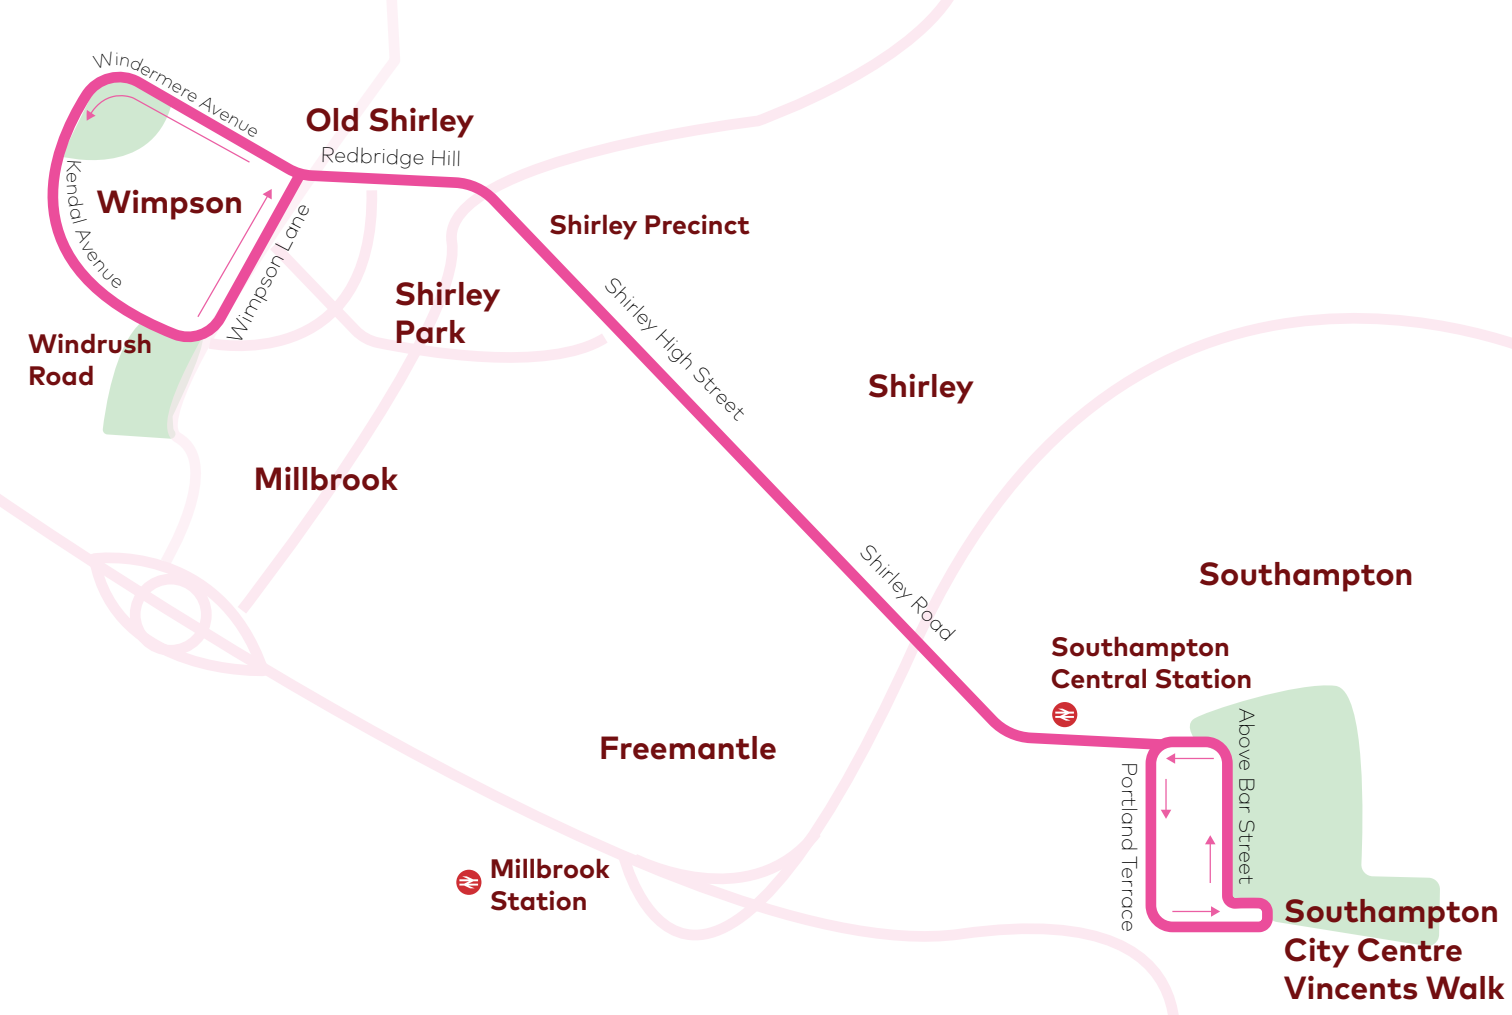 Windermere Avenue
Old Shirley
Redbridge Hill
Kendal Avenue
Wimpson
Wimpson Lane
Shirley Precinct
Shirley
Park
Shirley High Street
Windrush
Road
Shirley
Millbrook
Shirley Road
Southampton
Southampton
Central Station
Freemantle
Above Bar Street
Portland Terrace
Millbrook
Station
Southampton
City Centre
Vincents Walk